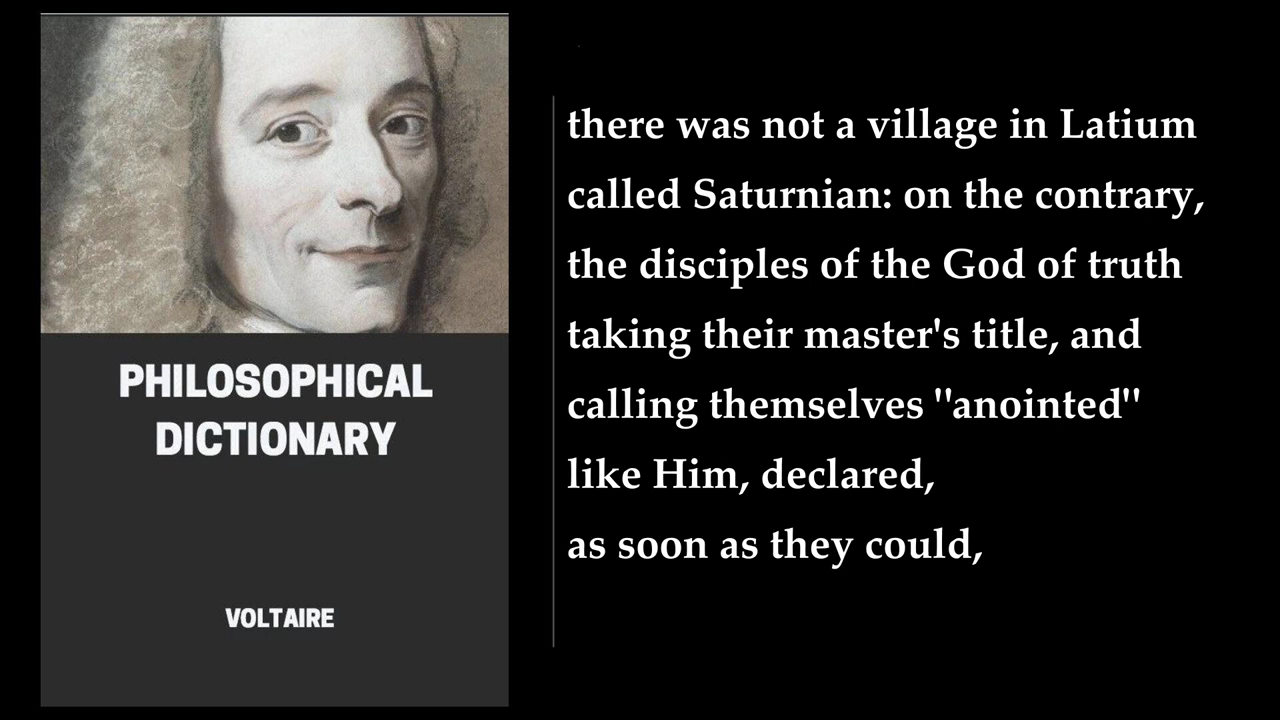 PHILOSOPHICAL
DICTIONARY
VOLTAIRE
there was not a village in Latium
called Saturnian: on the contrary,
the disciples of the God of truth
taking their master's title, and
calling themselves "anointed"
like Him, declared,
as soon as they could,